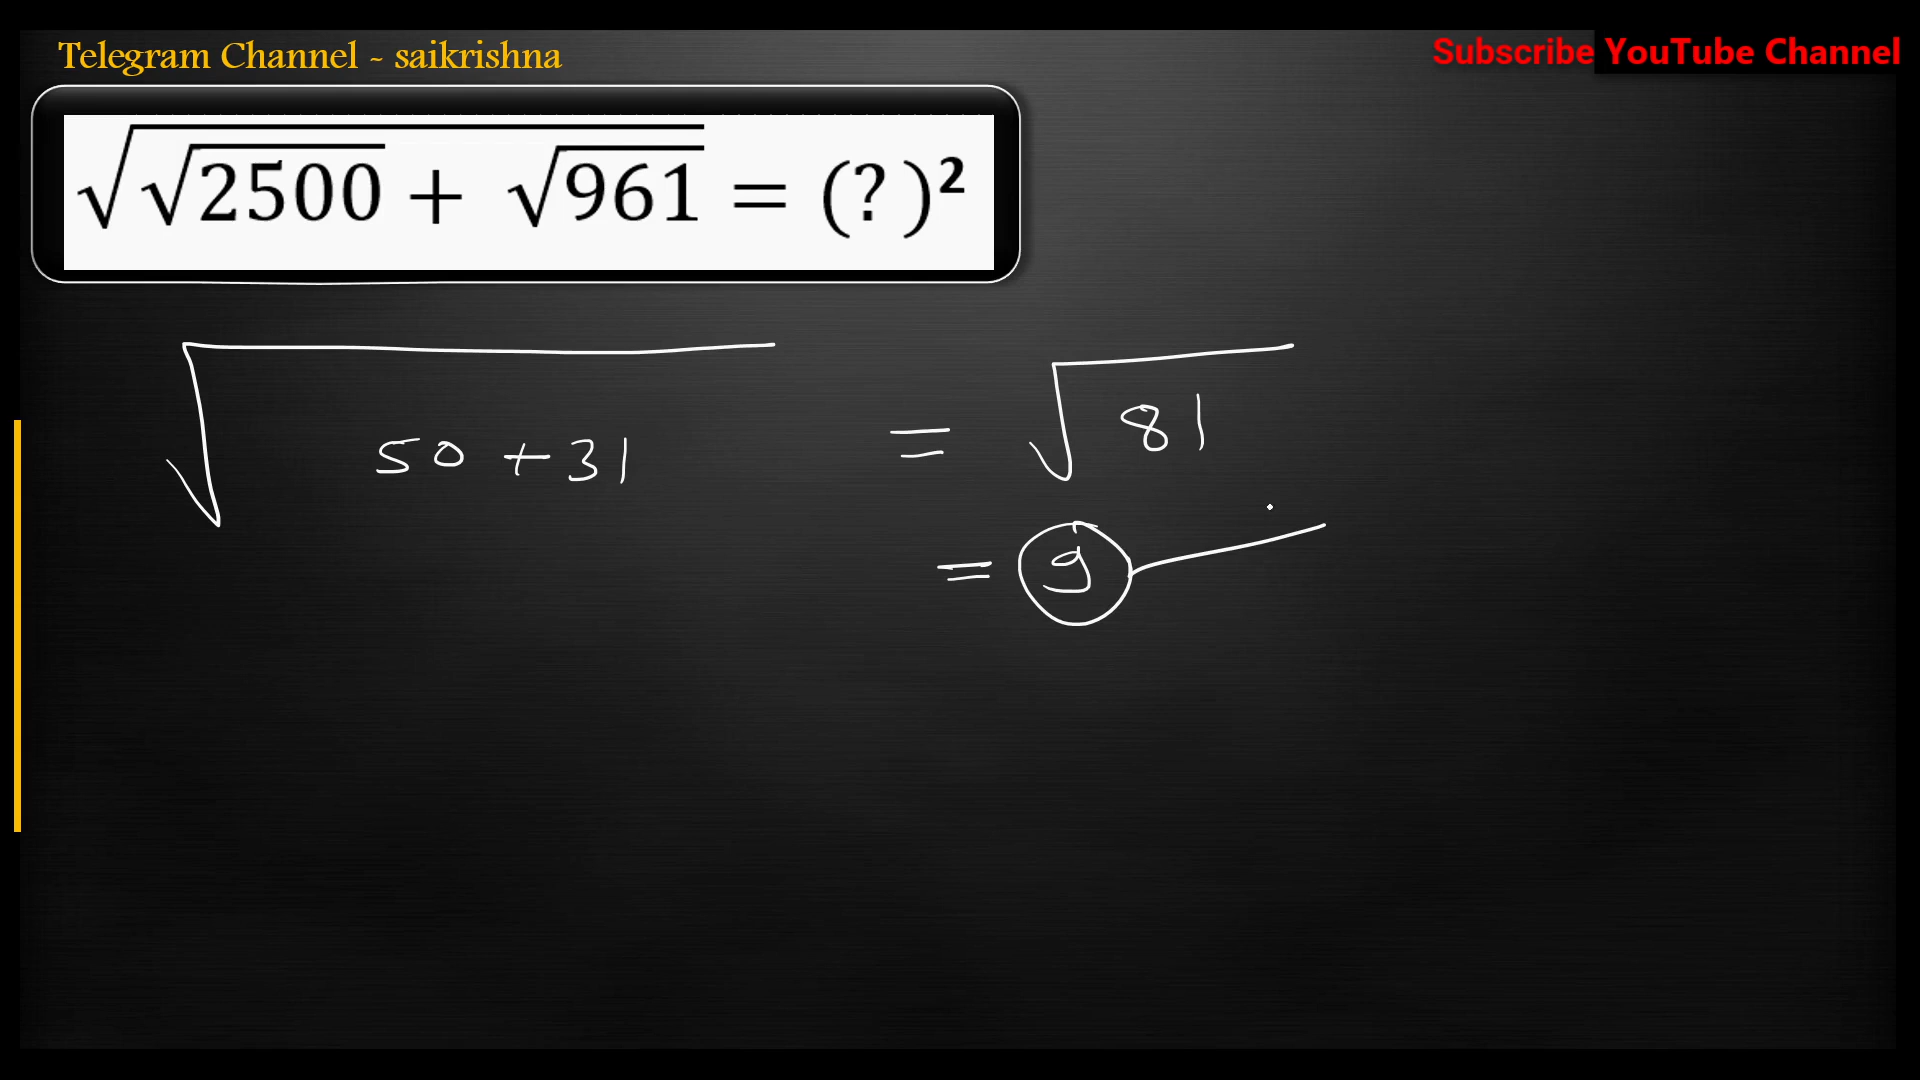 Telegram Channel - saikrishna
Subscribe YouTube Channel
√(√2500 + √961) = (?)²
√(50 + 31) = √81
= 9